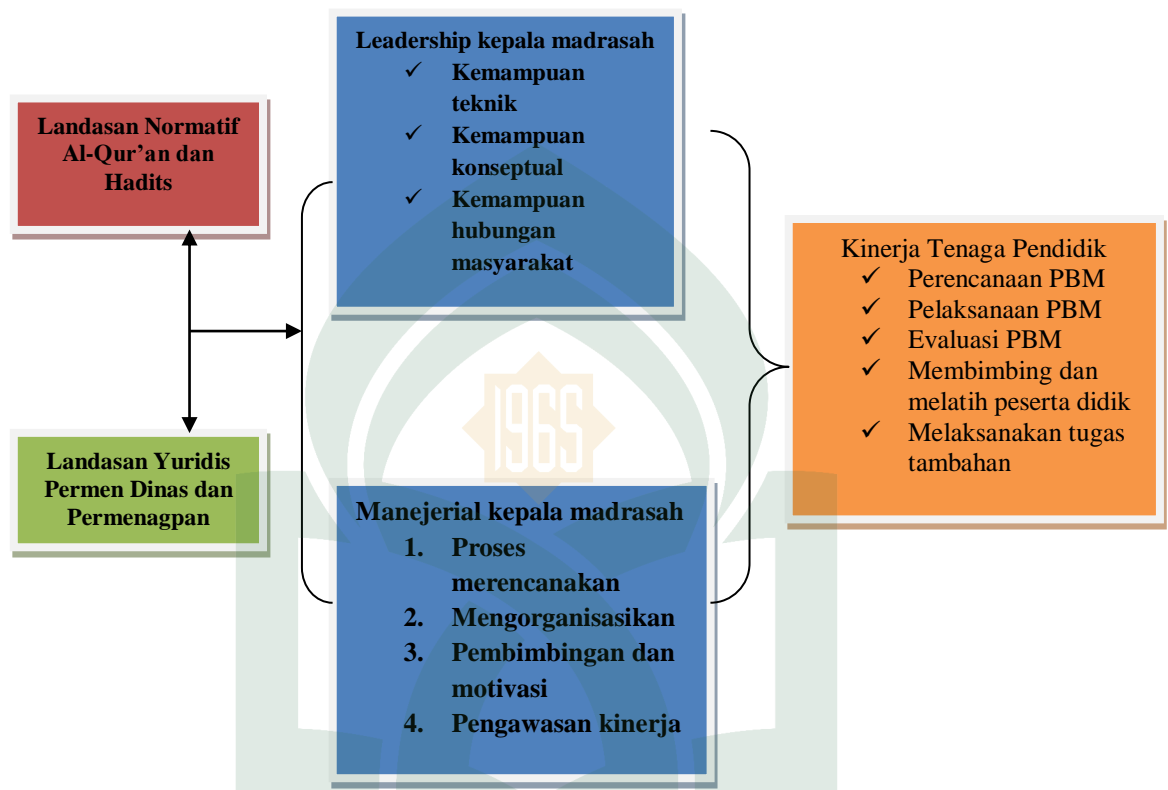 Landasan Normatif
Al-Qur’an dan
Hadits
Landasan Yuridis
Permen Dinas dan
Permenagpan
Leadership kepala madrasah
✓ Kemampuan
teknik
✓ Kemampuan
konseptual
✓ Kemampuan
hubungan
masyarakat
1965
Manejerial kepala madrasah
1. Proses
merencanakan
2. Mengorganisasikan
3. Pembimbingan dan
motivasi
4. Pengawasan kinerja
Kinerja Tenaga Pendidik
✓ Perencanaan PBM
✓ Pelaksanaan PBM
✓ Evaluasi PBM
✓ Membimbing dan
melatih peserta didik
✓ Melaksanakan tugas
tambahan